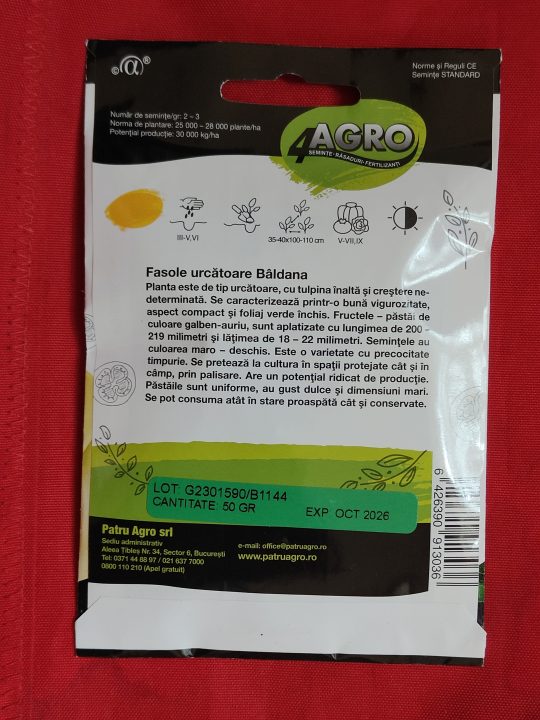 ©@®
Norme și Reguli CE
Semințe STANDARD
Număr de semințe/gr: 2 – 3
Norma de plantare: 25 000 – 28 000 plante/ha
Potențial producție: 30 000 kg/ha
4AGRO
SEMINȚE·RĂSADURI·FERTILIZANȚI
III-V,VI
35-40x100-110 cm
V-VII,IX
Fasole urcătoare Bâldana
Planta este de tip urcătoare, cu tulpina înaltă și creștere ne-
determinată. Se caracterizează printr-o bună vigurozitate,
aspect compact și foliaj verde închis. Fructele – păstăi de
culoare galben-auriu, sunt aplatizate cu lungimea de 200 -
219 milimetri și lățimea de 18 – 22 milimetri. Semințele au
culoarea maro – deschis. Este o varietate cu precocitate
timpurie. Se pretează la cultura în spații protejate cât și în
câmp, prin palisare. Are un potențial ridicat de producție.
Păstăile sunt uniforme, au gust dulce și dimensiuni mari.
Se pot consuma atât în stare proaspătă cât și conservate.
LOT: G2301590/B1144
CANTITATE: 50 GR
EXP. OCT 2026
Patru Agro srl
Sediu administrativ
Aleea Țibleș Nr. 34, Sector 6, București
Tel: 0371 44 88 97 / 021 637 7000
0800 110 210 (Apel gratuit)
e-mail: office@patruagro.ro
www.patruagro.ro
6 426390 913036